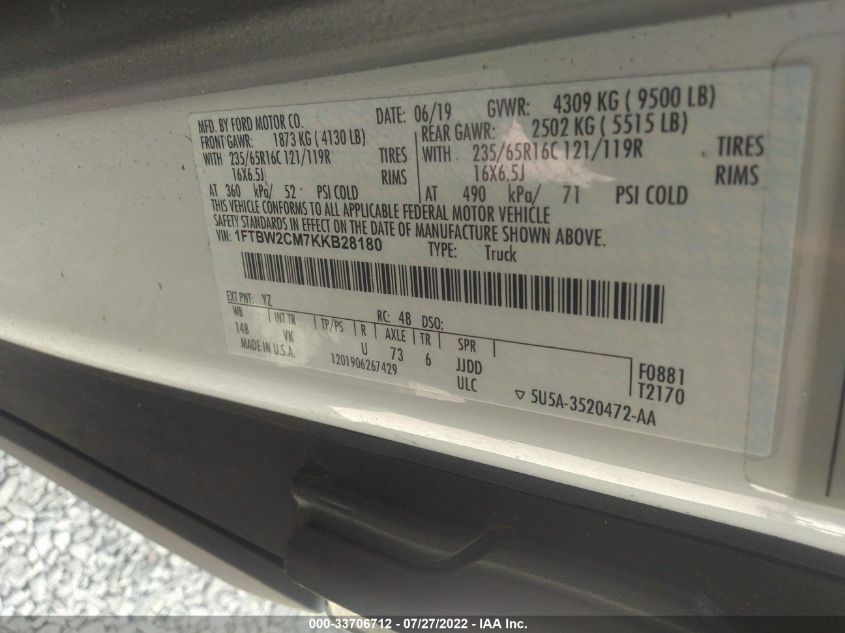 MFD. BY FORD MOTOR CO.
DATE: 06/19 GVWR: 4309 KG ( 9500 LB)
FRONT GAWR: 1873 KG ( 4130 LB)
REAR GAWR: 2502 KG ( 5515 LB)
WITH 235/65R16C 121/119R TIRES
WITH 235/65R16C 121/119R TIRES
16X6.5J RIMS
16X6.5J RIMS
AT 360 kPa/ 52 PSI COLD
AT 490 kPa/ 71 PSI COLD
THIS VEHICLE CONFORMS TO ALL APPLICABLE FEDERAL MOTOR VEHICLE
SAFETY STANDARDS IN EFFECT ON THE DATE OF MANUFACTURE SHOWN ABOVE.
VIN: 1FTBW2CM7KKB28180
TYPE: Truck
EXT PNT: YZ RC: 48 DSO:
WB INT TR TP/PS R AXLE TR SPR
148 VK U 73 6 JJDD
MADE IN U.S.A. 1201906267429 ULC
F0881
T2170
▽ 5U5A-3520472-AA
000-33706712 - 07/27/2022 - IAA Inc.